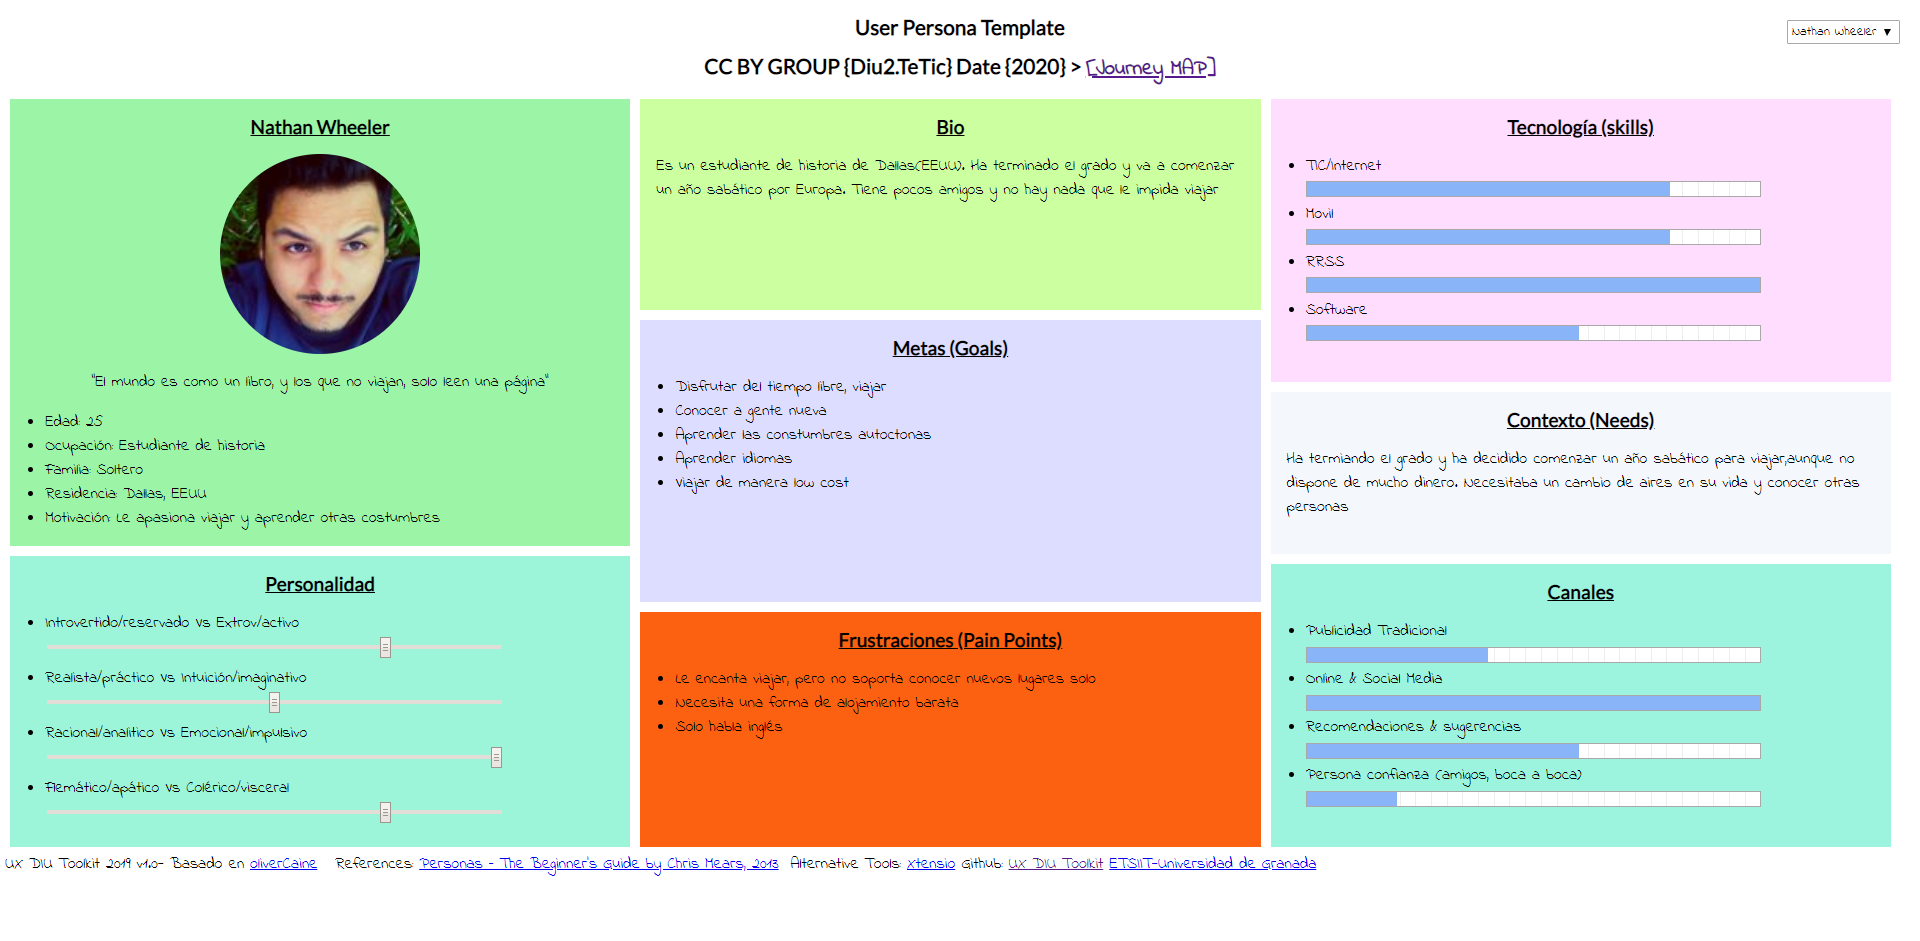 User Persona Template
Nathan Wheeler ▼
CC BY GROUP {Diu2.TeTic} Date {2020} > [Journey MAP]
Nathan Wheeler
"El mundo es como un libro, y los que no viajan, solo leen una página"
Edad: 25
Ocupación: Estudiante de historia
Familia: Soltero
Residencia: Dallas, EEUU
Motivación: Le apasiona viajar y aprender otras costumbres
Personalidad
Introvertido/reservado Vs Extrov/activo
Realista/práctico Vs Intuición/imaginativo
Racional/analítico Vs Emocional/impulsivo
Flemático/apático Vs Colérico/visceral
Bio
Es un estudiante de historia de Dallas(EEUU). Ha terminado el grado y va a comenzar
un año sabático por Europa. Tiene pocos amigos y no hay nada que le impida viajar
Metas (Goals)
Disfrutar del tiempo libre, viajar
Conocer a gente nueva
Aprender las constumbres autoctonas
Aprender idiomas
Viajar de manera low cost
Frustraciones (Pain Points)
Le encanta viajar, pero no soporta conocer nuevos lugares solo
Necesita una forma de alojamiento barata
Solo habla inglés
Tecnología (skills)
TIC/Internet
Movil
RRSS
Software
Contexto (Needs)
Ha termiando el grado y ha decidido comenzar un año sabático para viajar,aunque no
dispone de mucho dinero. Necesitaba un cambio de aires en su vida y conocer otras
personas
Canales
Publicidad Tradicional
Online & Social Media
Recomendaciones & sugerencias
Persona confianza (amigos, boca a boca)
UX DIU Toolkit 2019 v1.0- Basado en oliverCaine References: Personas - The Beginner's Guide by Chris Mears, 2013 Alternative Tools: Xtensio Github: UX DIU Toolkit ETSIIT-Universidad de Granada